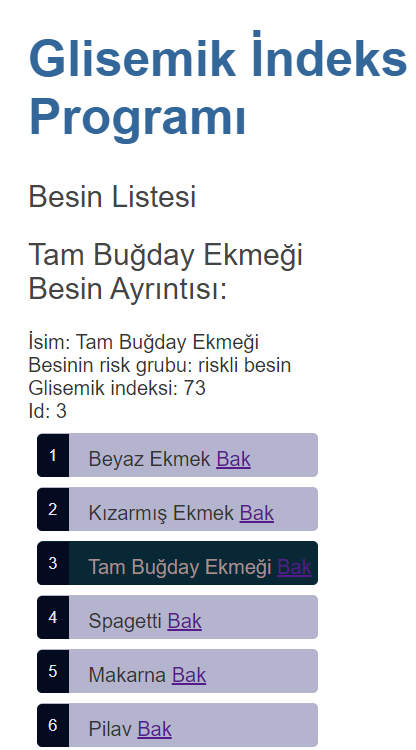 Glisemik İndeks
Programı
Besin Listesi
Tam Buğday Ekmeği
Besin Ayrıntısı:
İsim: Tam Buğday Ekmeği
Besinin risk grubu: riskli besin
Glisemik indeksi: 73
Id: 3
1 Beyaz Ekmek Bak
2 Kızarmış Ekmek Bak
3 Tam Buğday Ekmeği Bak
4 Spagetti Bak
5 Makarna Bak
6 Pilav Bak